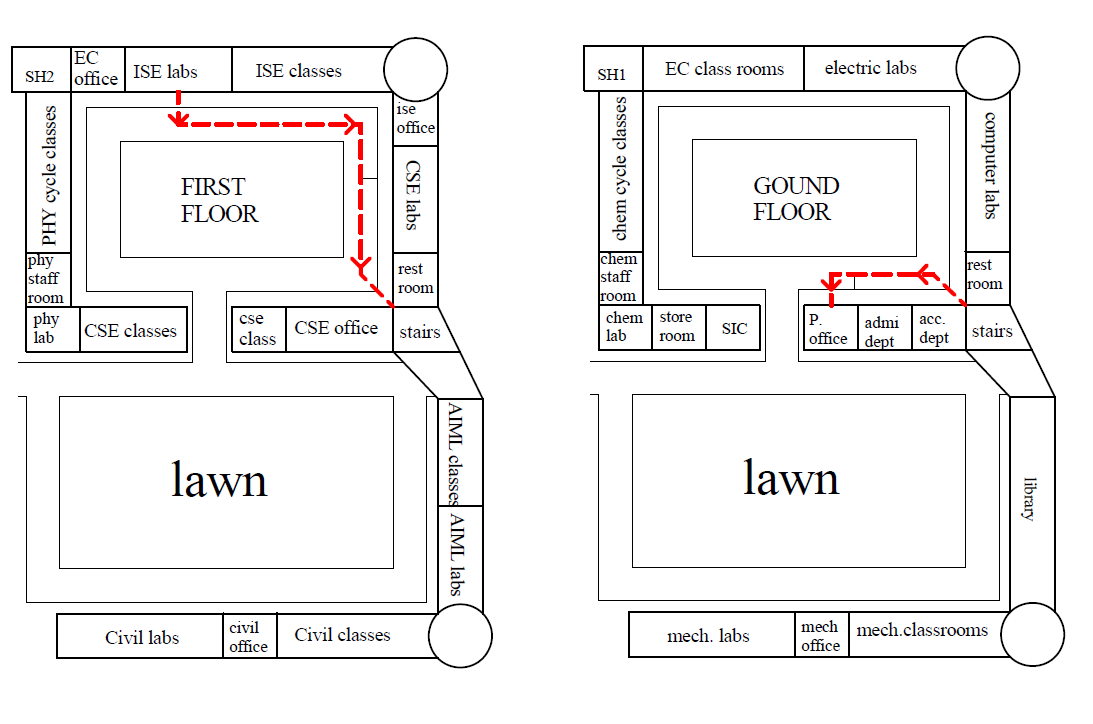 SH2
EC
office
ISE labs
ISE classes
ise
office
PHY cycle classes
CSE labs
FIRST
FLOOR
phy
staff
room
rest
room
phy
lab
CSE classes
cse
class
CSE office
stairs
lawn
AIML classes
AIML labs
Civil labs
civil
office
Civil classes
SH1
EC class rooms
electric labs
chem cycle classes
computer labs
GOUND
FLOOR
chem
staff
room
rest
room
chem
lab
store
room
SIC
P.
office
admi
dept
acc.
dept
stairs
lawn
library
mech. labs
mech
office
mech.classrooms